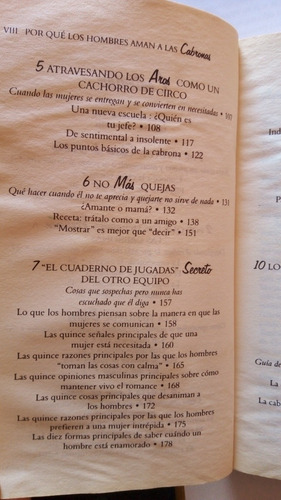 VIII POR QUÉ LOS HOMBRES AMAN A LAS Cabronas
5 ATRAVESANDO LOS Aros COMO UN
CACHORRO DE CIRCO
Cuando las mujeres se entregan y se convierten en necesitadas •
Una nueva escuela: ¿Quién es
tu jefe? • 108
De sentimental a insolente • 117
Los puntos básicos de la cabrona • 122
6 NO Más QUEJAS
Qué hacer cuando él no te aprecia y quejarte no sirve de nada • 131
¿Amante o mamá? • 132
Receta: trátalo como a un amigo • 138
"Mostrar" es mejor que "decir" • 151
7 "EL CUADERNO DE JUGADAS" Secreto
DEL OTRO EQUIPO
Cosas que sospechas pero nunca has
escuchado que él diga • 157
Lo que los hombres piensan sobre la manera en que las
mujeres se comunican • 158
Las quince señales principales de que una
mujer está necesitada • 160
Las quince razones principales por las que los hombres
"toman las cosas con calma" • 165
Las quince opiniones masculinas principales sobre cómo
mantener vivo el romance • 168
Las quince cosas principales que desaniman a
los hombres • 172
Las quince razones principales por las que los hombres
prefieren a una mujer intrépida • 175
Las diez formas principales de saber cuándo un
hombre está enamorado • 178
Ind
10 LO
Guía de
La
La cab